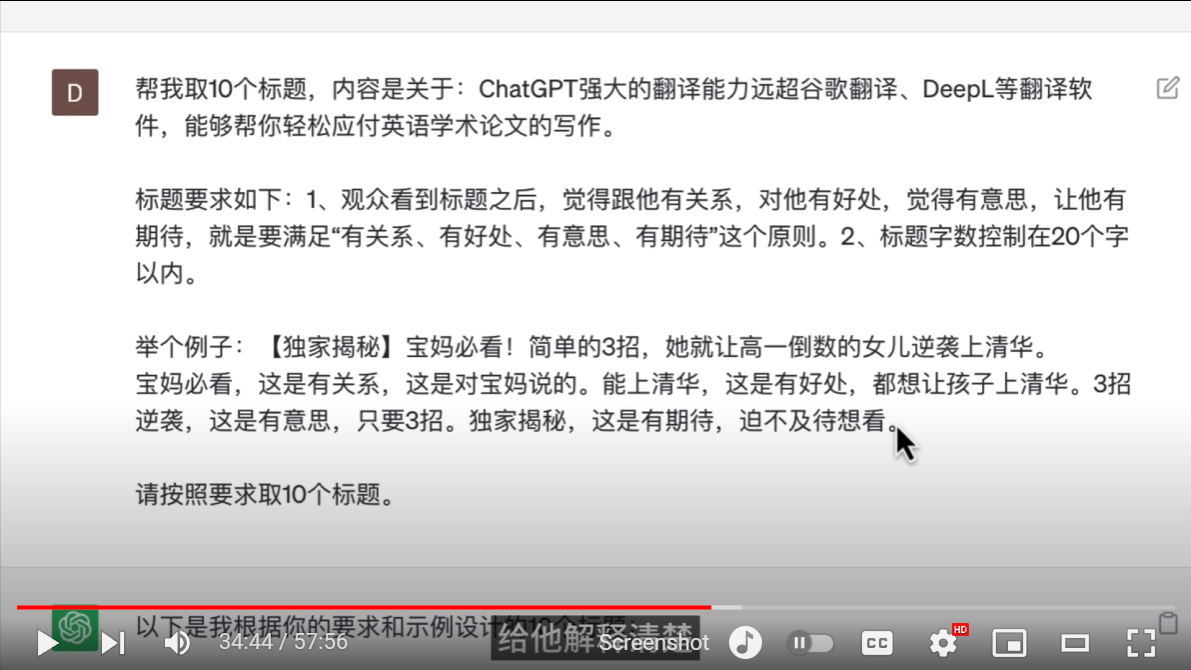 D
帮我取10个标题，内容是关于：ChatGPT强大的翻译能力远超谷歌翻译、DeepL等翻译软
件，能够帮你轻松应付英语学术论文的写作。
标题要求如下：1、观众看到标题之后，觉得跟他有关系，对他有好处，觉得有意思，让他有
期待，就是要满足“有关系、有好处、有意思、有期待”这个原则。2、标题字数控制在20个字
以内。
举个例子：【独家揭秘】宝妈必看！简单的3招，她就让高一倒数的女儿逆袭上清华。
宝妈必看，这是有关系，这是对宝妈说的。能上清华，这是有好处，都想让孩子上清华。3招
逆袭，这是有意思，只要3招。独家揭秘，这是有期待，迫不及待想看。
请按照要求取10个标题。
以下是我根据你的要求和示例设计的10个标题：
给他解释清楚
34:44 / 57:56
Screenshot
CC
HD